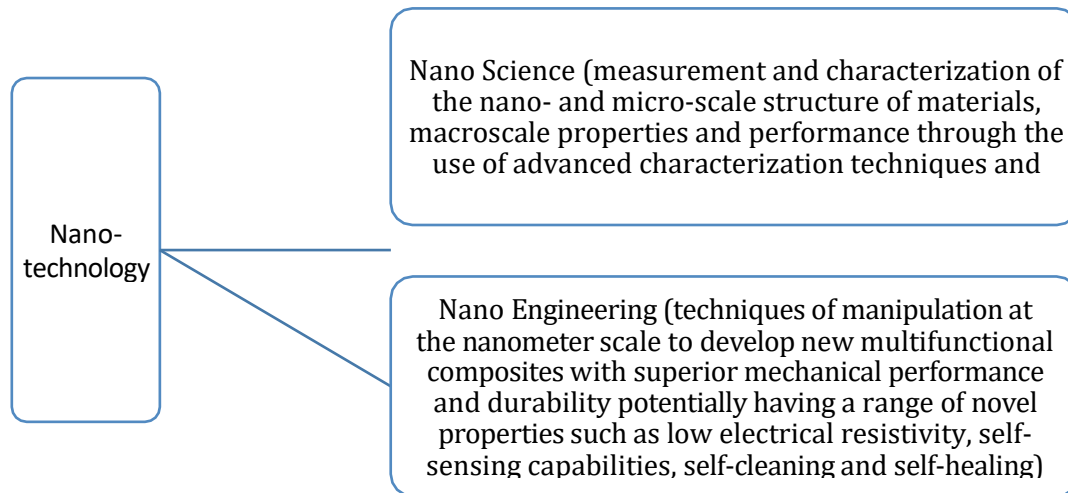 Nano-
technology
Nano Science (measurement and characterization of
the nano- and micro-scale structure of materials,
macroscale properties and performance through the
use of advanced characterization techniques and
Nano Engineering (techniques of manipulation at
the nanometer scale to develop new multifunctional
composites with superior mechanical performance
and durability potentially having a range of novel
properties such as low electrical resistivity, self-
sensing capabilities, self-cleaning and self-healing)